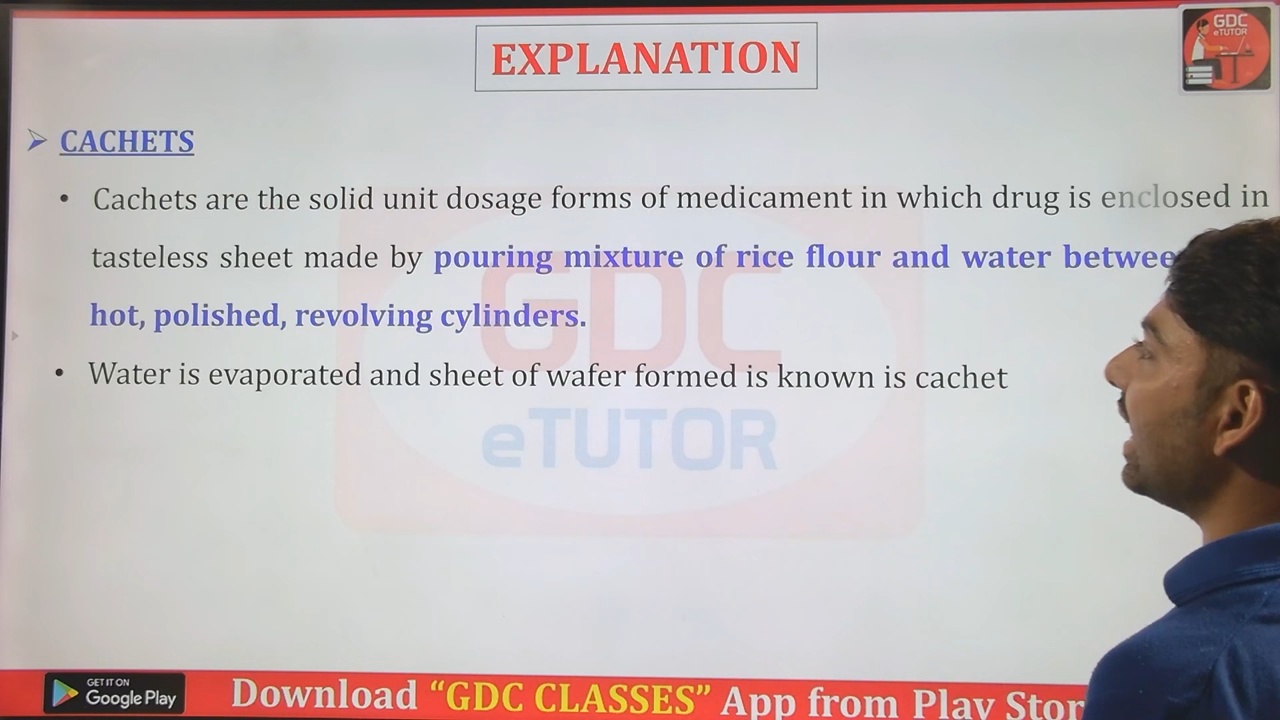 EXPLANATION
GDC
eTUTOR
CACHETS
• Cachets are the solid unit dosage forms of medicament in which drug is enclosed in
tasteless sheet made by pouring mixture of rice flour and water betwee
hot, polished, revolving cylinders.
• Water is evaporated and sheet of wafer formed is known is cachet
GDC
eTUTOR
GET IT ON
Google Play
Download “GDC CLASSES” App from Play Stor